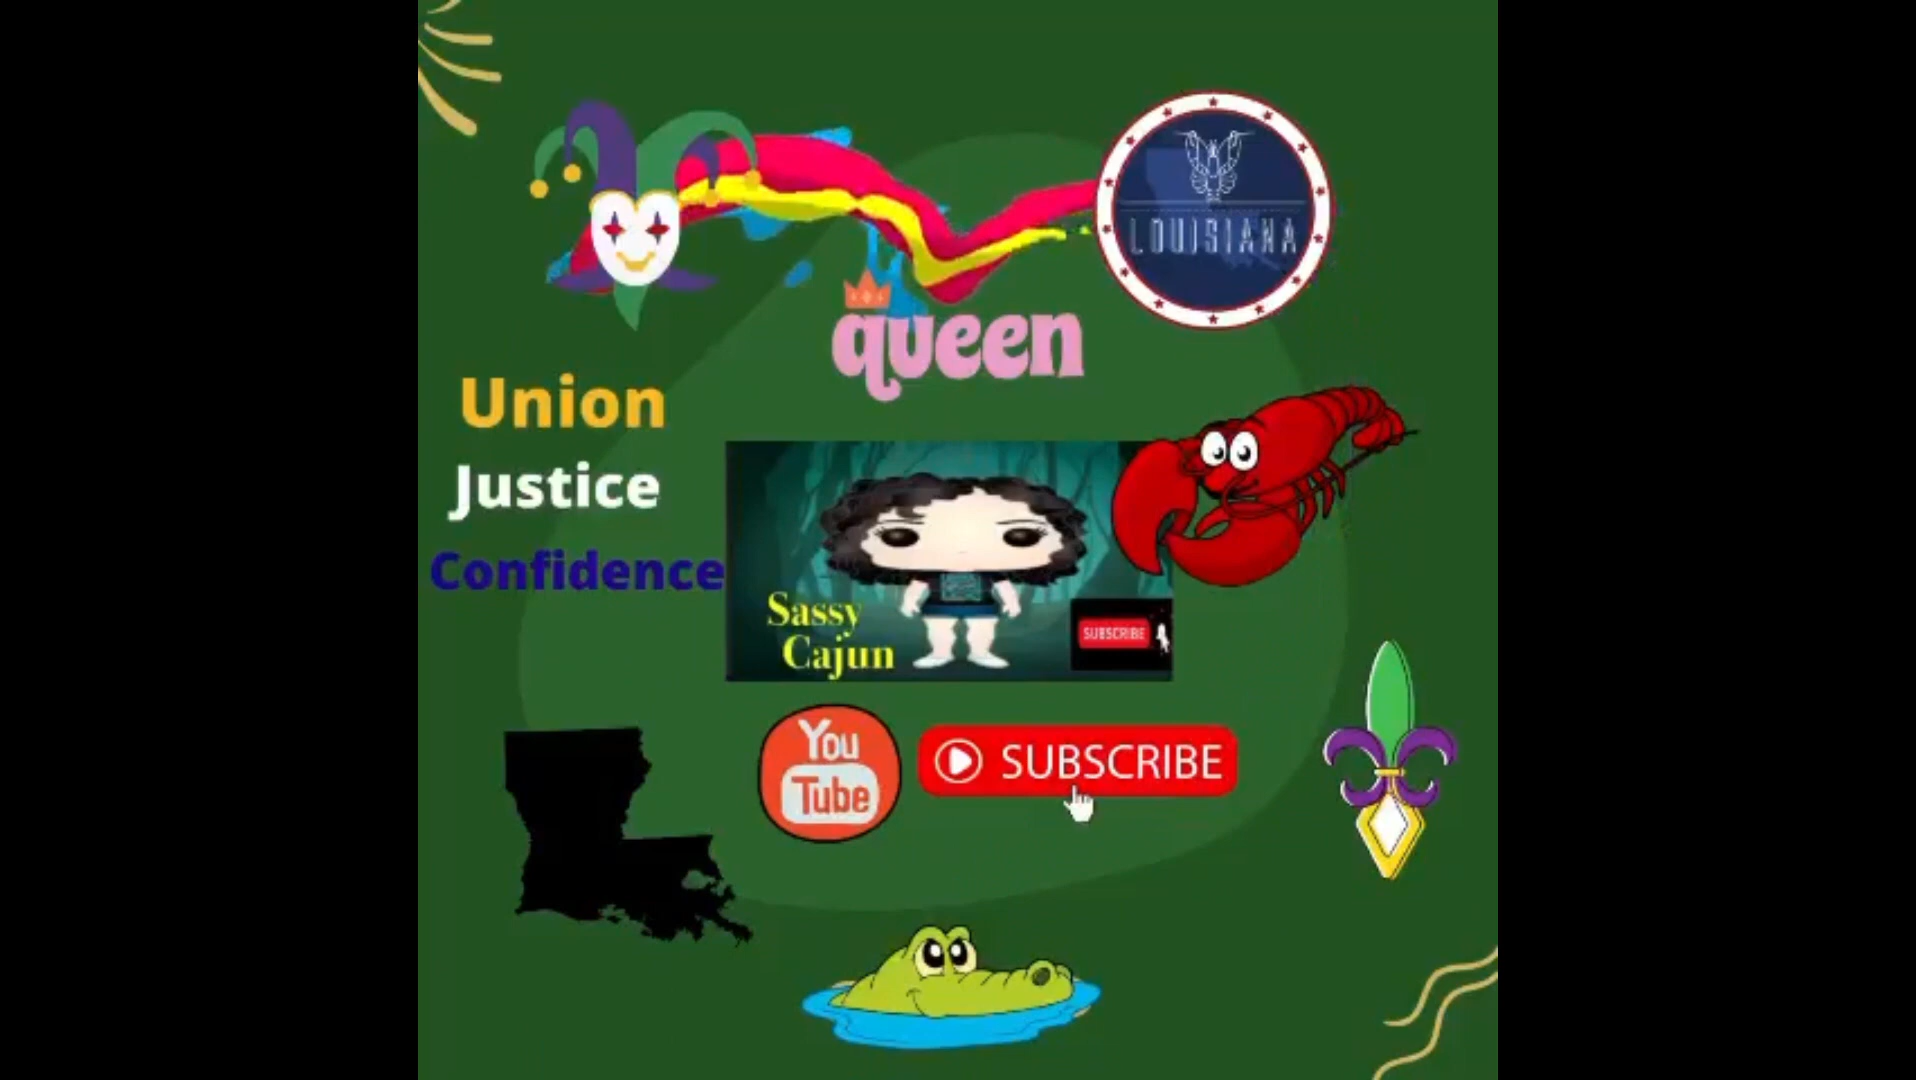 LOUISIANA
queen
Union
Justice
Confidence
Sassy
Cajun
SUBSCRIBE
You
Tube
SUBSCRIBE